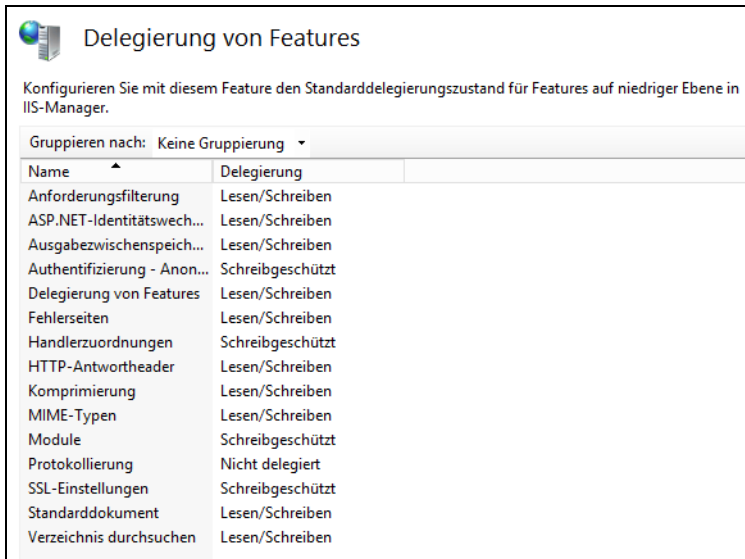 Delegierung von Features
Konfigurieren Sie mit diesem Feature den Standarddelegierungszustand für Features auf niedriger Ebene in
IIS-Manager.
Gruppieren nach: Keine Gruppierung
Name Delegierung
Anforderungsfilterung Lesen/Schreiben
ASP.NET-Identitätswech... Lesen/Schreiben
Ausgabezwischenspeich... Lesen/Schreiben
Authentifizierung - Anon... Schreibgeschützt
Delegierung von Features Lesen/Schreiben
Fehlerseiten Lesen/Schreiben
Handlerzuordnungen Schreibgeschützt
HTTP-Antwortheader Lesen/Schreiben
Komprimierung Lesen/Schreiben
MIME-Typen Lesen/Schreiben
Module Schreibgeschützt
Protokollierung Nicht delegiert
SSL-Einstellungen Schreibgeschützt
Standarddokument Lesen/Schreiben
Verzeichnis durchsuchen Lesen/Schreiben